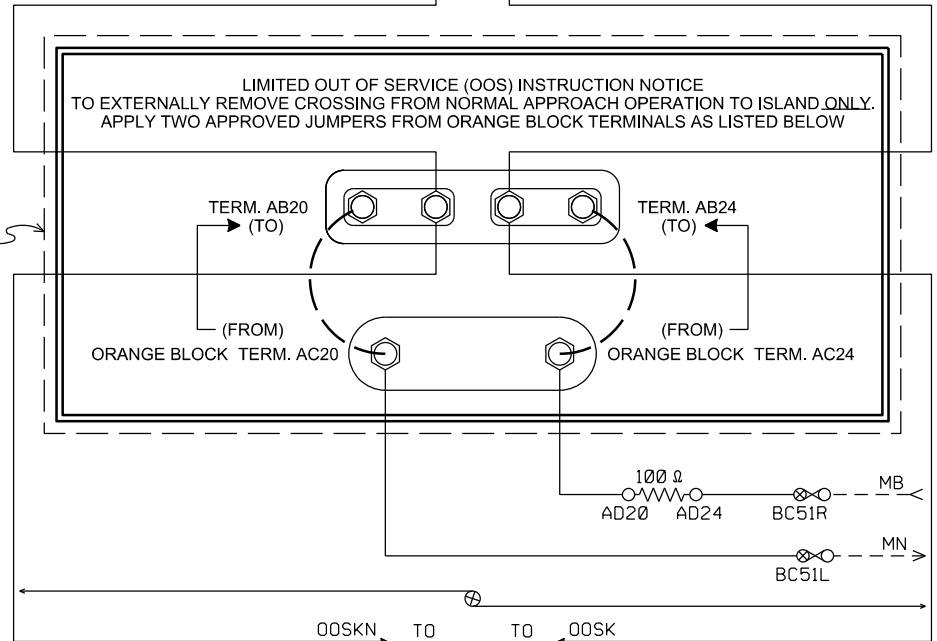 LIMITED OUT OF SERVICE (OOS) INSTRUCTION NOTICE
TO EXTERNALLY REMOVE CROSSING FROM NORMAL APPROACH OPERATION TO ISLAND ONLY.
APPLY TWO APPROVED JUMPERS FROM ORANGE BLOCK TERMINALS AS LISTED BELOW
TERM. AB20
(TO)
TERM. AB24
(TO)
(FROM)
ORANGE BLOCK TERM. AC20
(FROM)
ORANGE BLOCK TERM. AC24
100 Ω
AD20
AD24
BC51R
MB
BC51L
MN
OOSKN TO
TO OOSK